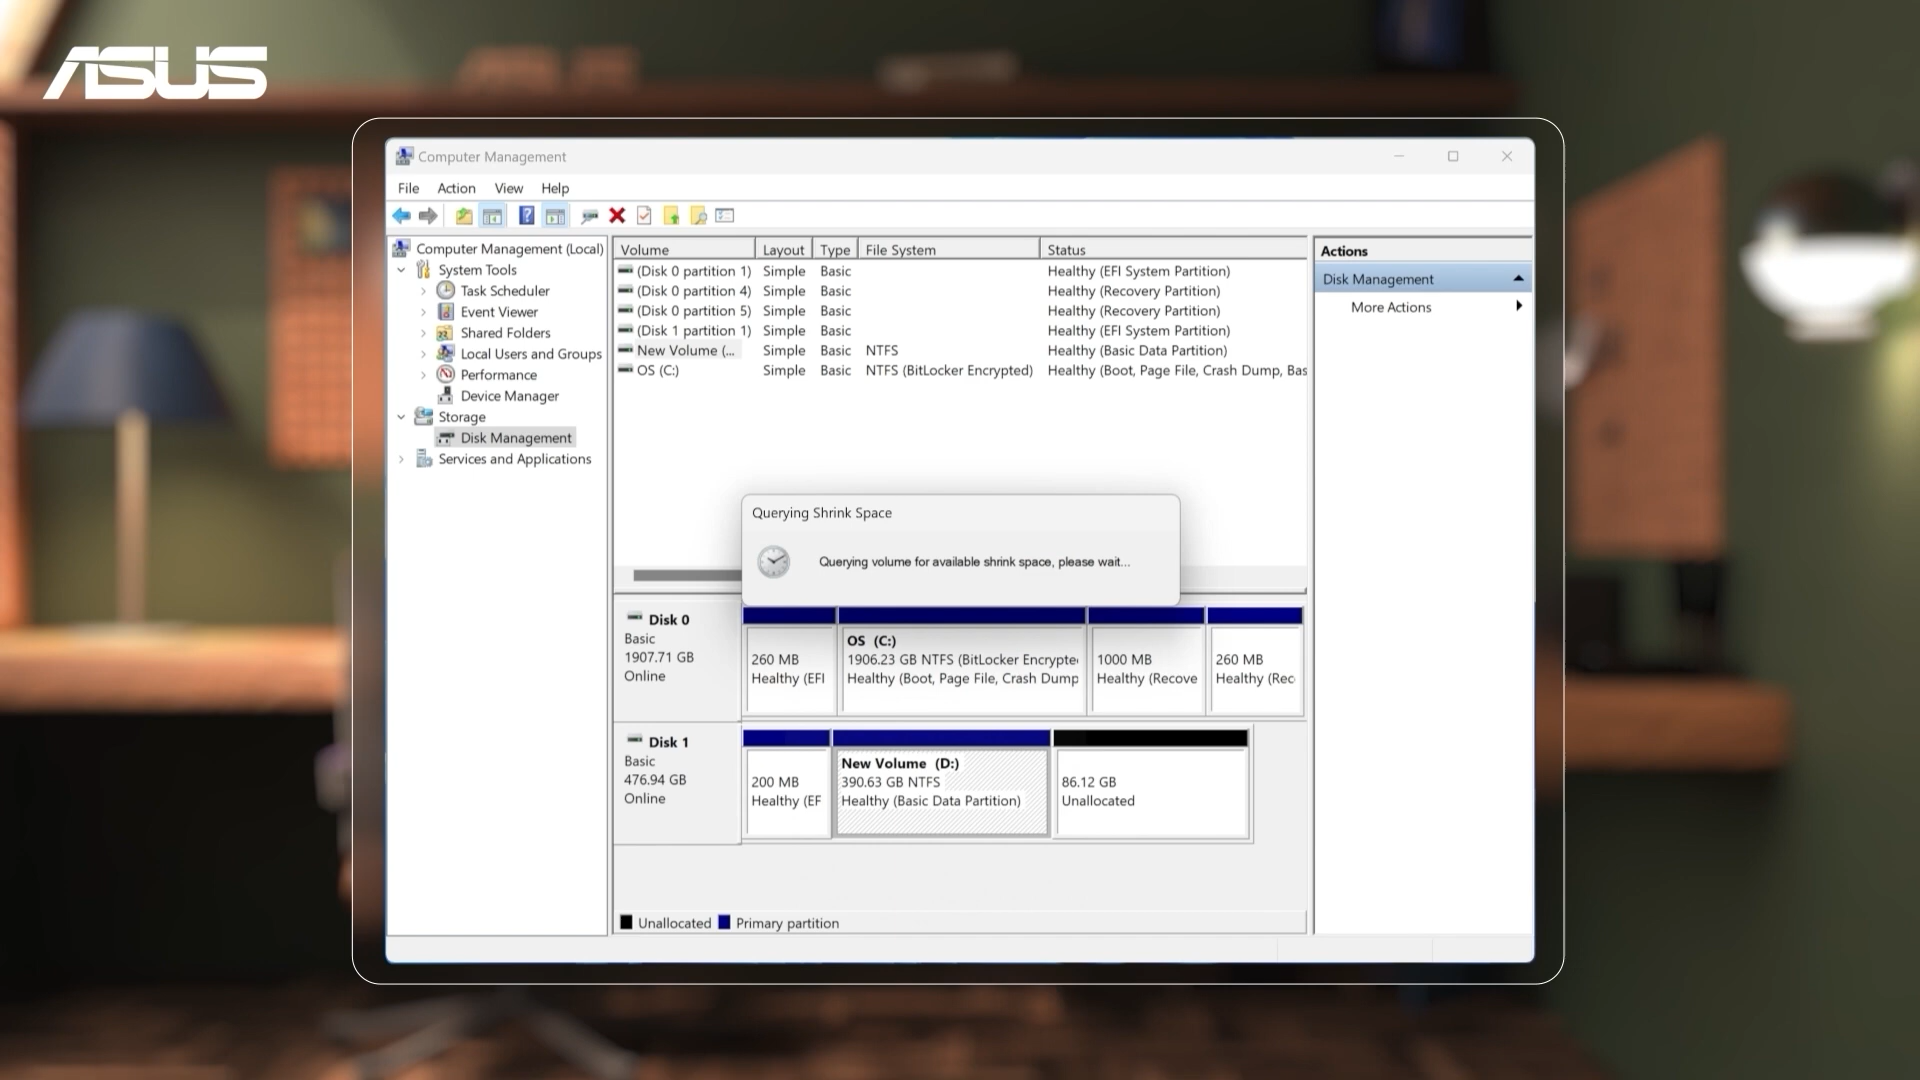 ASUS
Computer Management
File Action View Help
Computer Management (Local)
System Tools
Task Scheduler
Event Viewer
Shared Folders
Local Users and Groups
Performance
Device Manager
Storage
Disk Management
Services and Applications
Volume Layout Type File System Status
(Disk 0 partition 1) Simple Basic Healthy (EFI System Partition)
(Disk 0 partition 4) Simple Basic Healthy (Recovery Partition)
(Disk 0 partition 5) Simple Basic Healthy (Recovery Partition)
(Disk 1 partition 1) Simple Basic Healthy (EFI System Partition)
New Volume (... Simple Basic NTFS Healthy (Basic Data Partition)
OS (C:) Simple Basic NTFS (BitLocker Encrypted) Healthy (Boot, Page File, Crash Dump, Bas
Actions
Disk Management
More Actions
Querying Shrink Space
Querying volume for available shrink space, please wait...
Disk 0
Basic
1907.71 GB
Online
260 MB
Healthy (EFI
OS (C:)
1906.23 GB NTFS (BitLocker Encrypte
Healthy (Boot, Page File, Crash Dump
1000 MB
Healthy (Recove
260 MB
Healthy (Rec
Disk 1
Basic
476.94 GB
Online
200 MB
Healthy (EF
New Volume (D:)
390.63 GB NTFS
Healthy (Basic Data Partition)
86.12 GB
Unallocated
Unallocated Primary partition